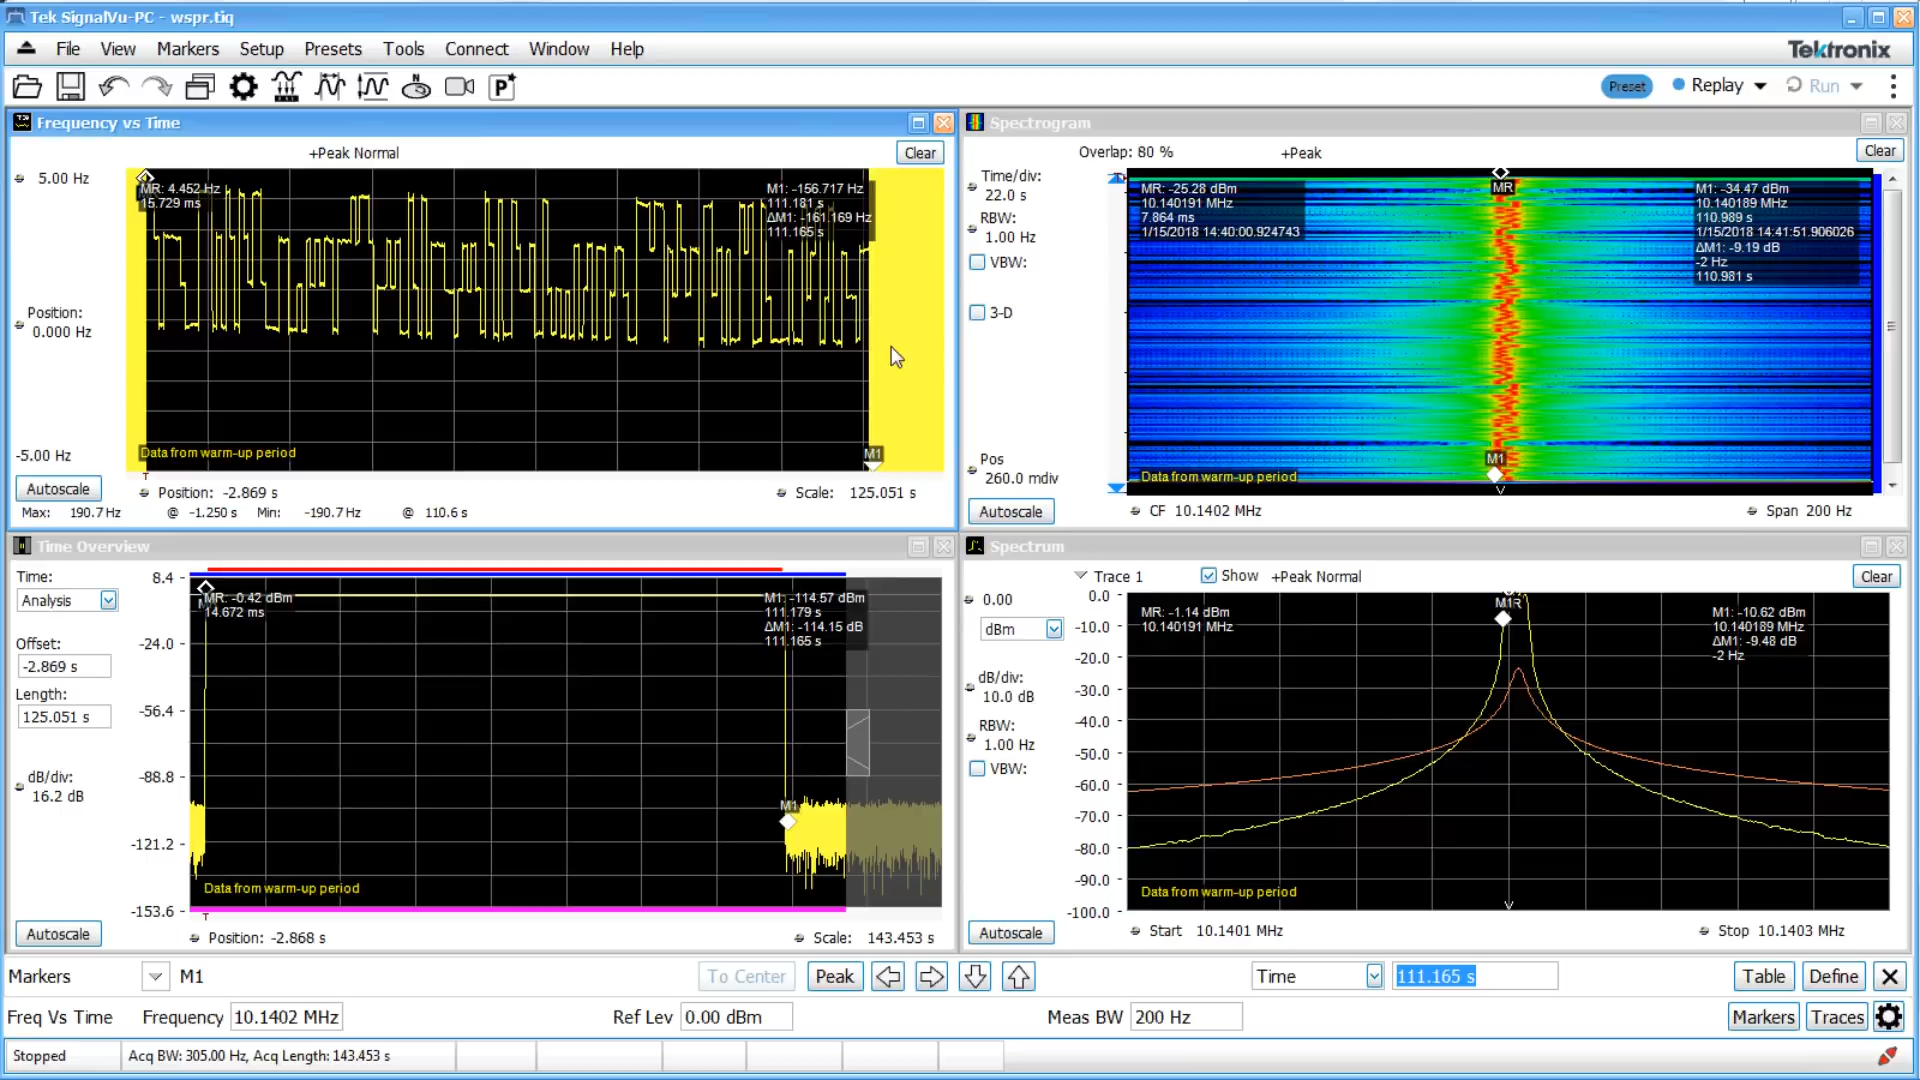 Tek SignalVu-PC - wspr.tiq
File View Markers Setup Presets Tools Connect Window Help
Tektronix
Preset Replay Run
Frequency vs Time
+Peak Normal
Clear
5.00 Hz
MR: 4.452 Hz
15.729 ms
M1: -156.717 Hz
111.181 s
ΔM1: -161.169 Hz
111.165 s
Position:
0.000 Hz
-5.00 Hz
Data from warm-up period
M1
T
Autoscale
Position: -2.869 s
Scale: 125.051 s
Max: 190.7 Hz @ -1.250 s Min: -190.7 Hz @ 110.6 s
Spectrogram
Overlap: 80 %
+Peak
Clear
Time/div:
22.0 s
RBW:
1.00 Hz
VBW:
3-D
Pos
260.0 mdiv
Autoscale
MR: -25.28 dBm
10.140191 MHz
7.864 ms
1/15/2018 14:40:00.924743
MR
M1: -34.47 dBm
10.140189 MHz
110.989 s
1/15/2018 14:41:51.906026
ΔM1: -9.19 dB
-2 Hz
110.981 s
M1
Data from warm-up period
CF 10.1402 MHz
Span 200 Hz
Time Overview
Time:
Analysis
Offset:
-2.869 s
Length:
125.051 s
dB/div:
16.2 dB
Autoscale
8.4
-24.0
-56.4
-88.8
-121.2
-153.6
MR: -0.42 dBm
14.672 ms
M1: -114.57 dBm
111.179 s
ΔM1: -114.15 dB
111.165 s
M1
Data from warm-up period
T
Position: -2.868 s
Scale: 143.453 s
Spectrum
Trace 1
Show
+Peak Normal
Clear
0.00
dBm
dB/div:
10.0 dB
RBW:
1.00 Hz
VBW:
Autoscale
0.0
-10.0
-20.0
-30.0
-40.0
-50.0
-60.0
-70.0
-80.0
-90.0
-100.0
MR: -1.14 dBm
10.140191 MHz
M1: -10.62 dBm
10.140189 MHz
ΔM1: -9.48 dB
-2 Hz
Data from warm-up period
Start 10.1401 MHz
Stop 10.1403 MHz
Markers M1 To Center Peak Time 111.165 s Table Define
Freq Vs Time Frequency 10.1402 MHz Ref Lev 0.00 dBm Meas BW 200 Hz Markers Traces
Stopped Acq BW: 305.00 Hz, Acq Length: 143.453 s